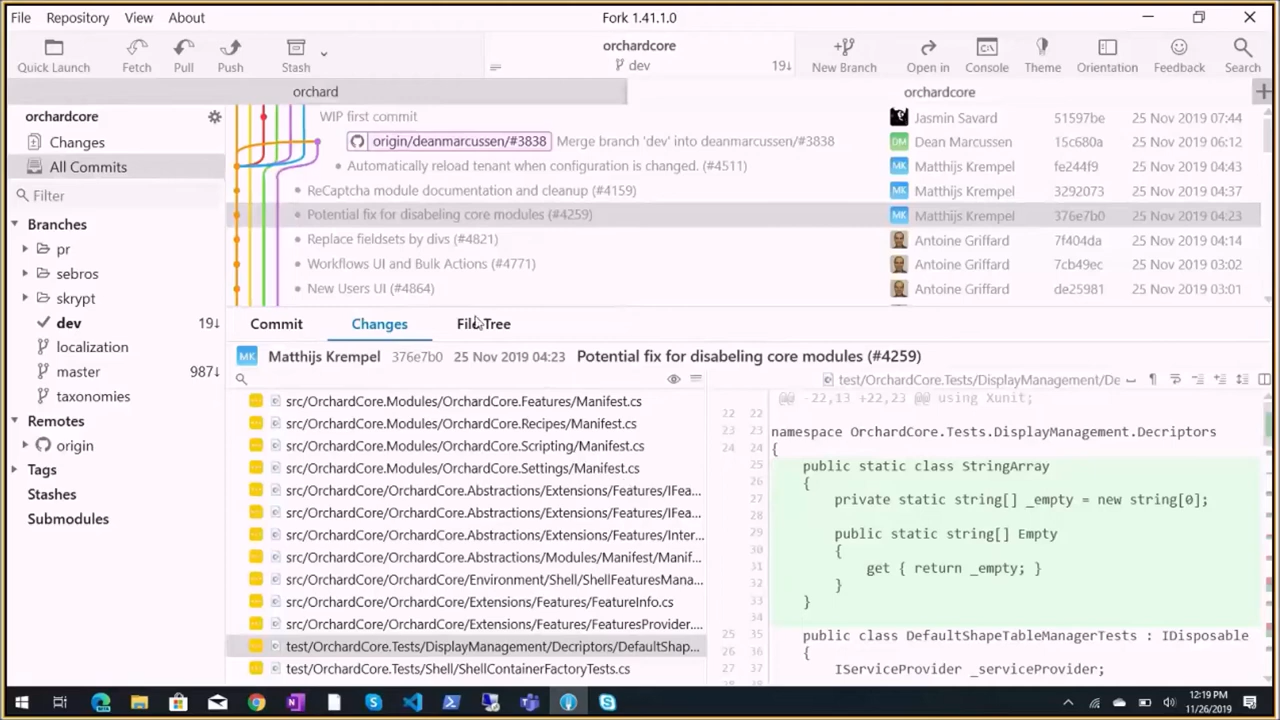 File Repository View About
Fork 1.41.1.0
Quick Launch
Fetch
Pull
Push
Stash
orchardcore
dev
19↓
New Branch
Open in
Console
Theme
Orientation
Feedback
Search
orchard
orchardcore
orchardcore
Changes
All Commits
Filter
Branches
pr
sebros
skrypt
dev 19↓
localization
master 987↓
taxonomies
Remotes
origin
Tags
Stashes
Submodules
WIP first commit Jasmin Savard 51597be 25 Nov 2019 07:44
origin/deanmarcussen/#3838 Merge branch 'dev' into deanmarcussen/#3838 DM Dean Marcussen 15c680a 25 Nov 2019 06:12
Automatically reload tenant when configuration is changed. (#4511) MK Matthijs Krempel fe244f9 25 Nov 2019 04:43
ReCaptcha module documentation and cleanup (#4159) MK Matthijs Krempel 3292073 25 Nov 2019 04:37
Potential fix for disabeling core modules (#4259) MK Matthijs Krempel 376e7b0 25 Nov 2019 04:23
Replace fieldsets by divs (#4821) Antoine Griffard 7f404da 25 Nov 2019 04:14
Workflows UI and Bulk Actions (#4771) Antoine Griffard 7cb49ec 25 Nov 2019 03:02
New Users UI (#4864) Antoine Griffard de25981 25 Nov 2019 03:01
Commit Changes File Tree
MK Matthijs Krempel 376e7b0 25 Nov 2019 04:23 Potential fix for disabeling core modules (#4259)
src/OrchardCore.Modules/OrchardCore.Features/Manifest.cs
src/OrchardCore.Modules/OrchardCore.Recipes/Manifest.cs
src/OrchardCore.Modules/OrchardCore.Scripting/Manifest.cs
src/OrchardCore.Modules/OrchardCore.Settings/Manifest.cs
src/OrchardCore/OrchardCore.Abstractions/Extensions/Features/IFea...
src/OrchardCore/OrchardCore.Abstractions/Extensions/Features/IFea...
src/OrchardCore/OrchardCore.Abstractions/Extensions/Features/Inter...
src/OrchardCore/OrchardCore.Abstractions/Modules/Manifest/Manif...
src/OrchardCore/OrchardCore/Environment/Shell/ShellFeaturesMana...
src/OrchardCore/OrchardCore/Extensions/Features/FeatureInfo.cs
src/OrchardCore/OrchardCore/Extensions/Features/FeaturesProvider....
test/OrchardCore.Tests/DisplayManagement/Decriptors/DefaultShap...
test/OrchardCore.Tests/Shell/ShellContainerFactoryTests.cs
test/OrchardCore.Tests/DisplayManagement/De
@@ -22,13 +22,23 @@ using Xunit;
22 22
23 23 namespace OrchardCore.Tests.DisplayManagement.Decriptors
24 24 {
25 public static class StringArray
26 {
27 private static string[] _empty = new string[0];
28
29 public static string[] Empty
30 {
31 get { return _empty; }
32 }
33 }
34
25 35 public class DefaultShapeTableManagerTests : IDisposable
26 36 {
27 37 IServiceProvider _serviceProvider;
12:19 PM
11/26/2019